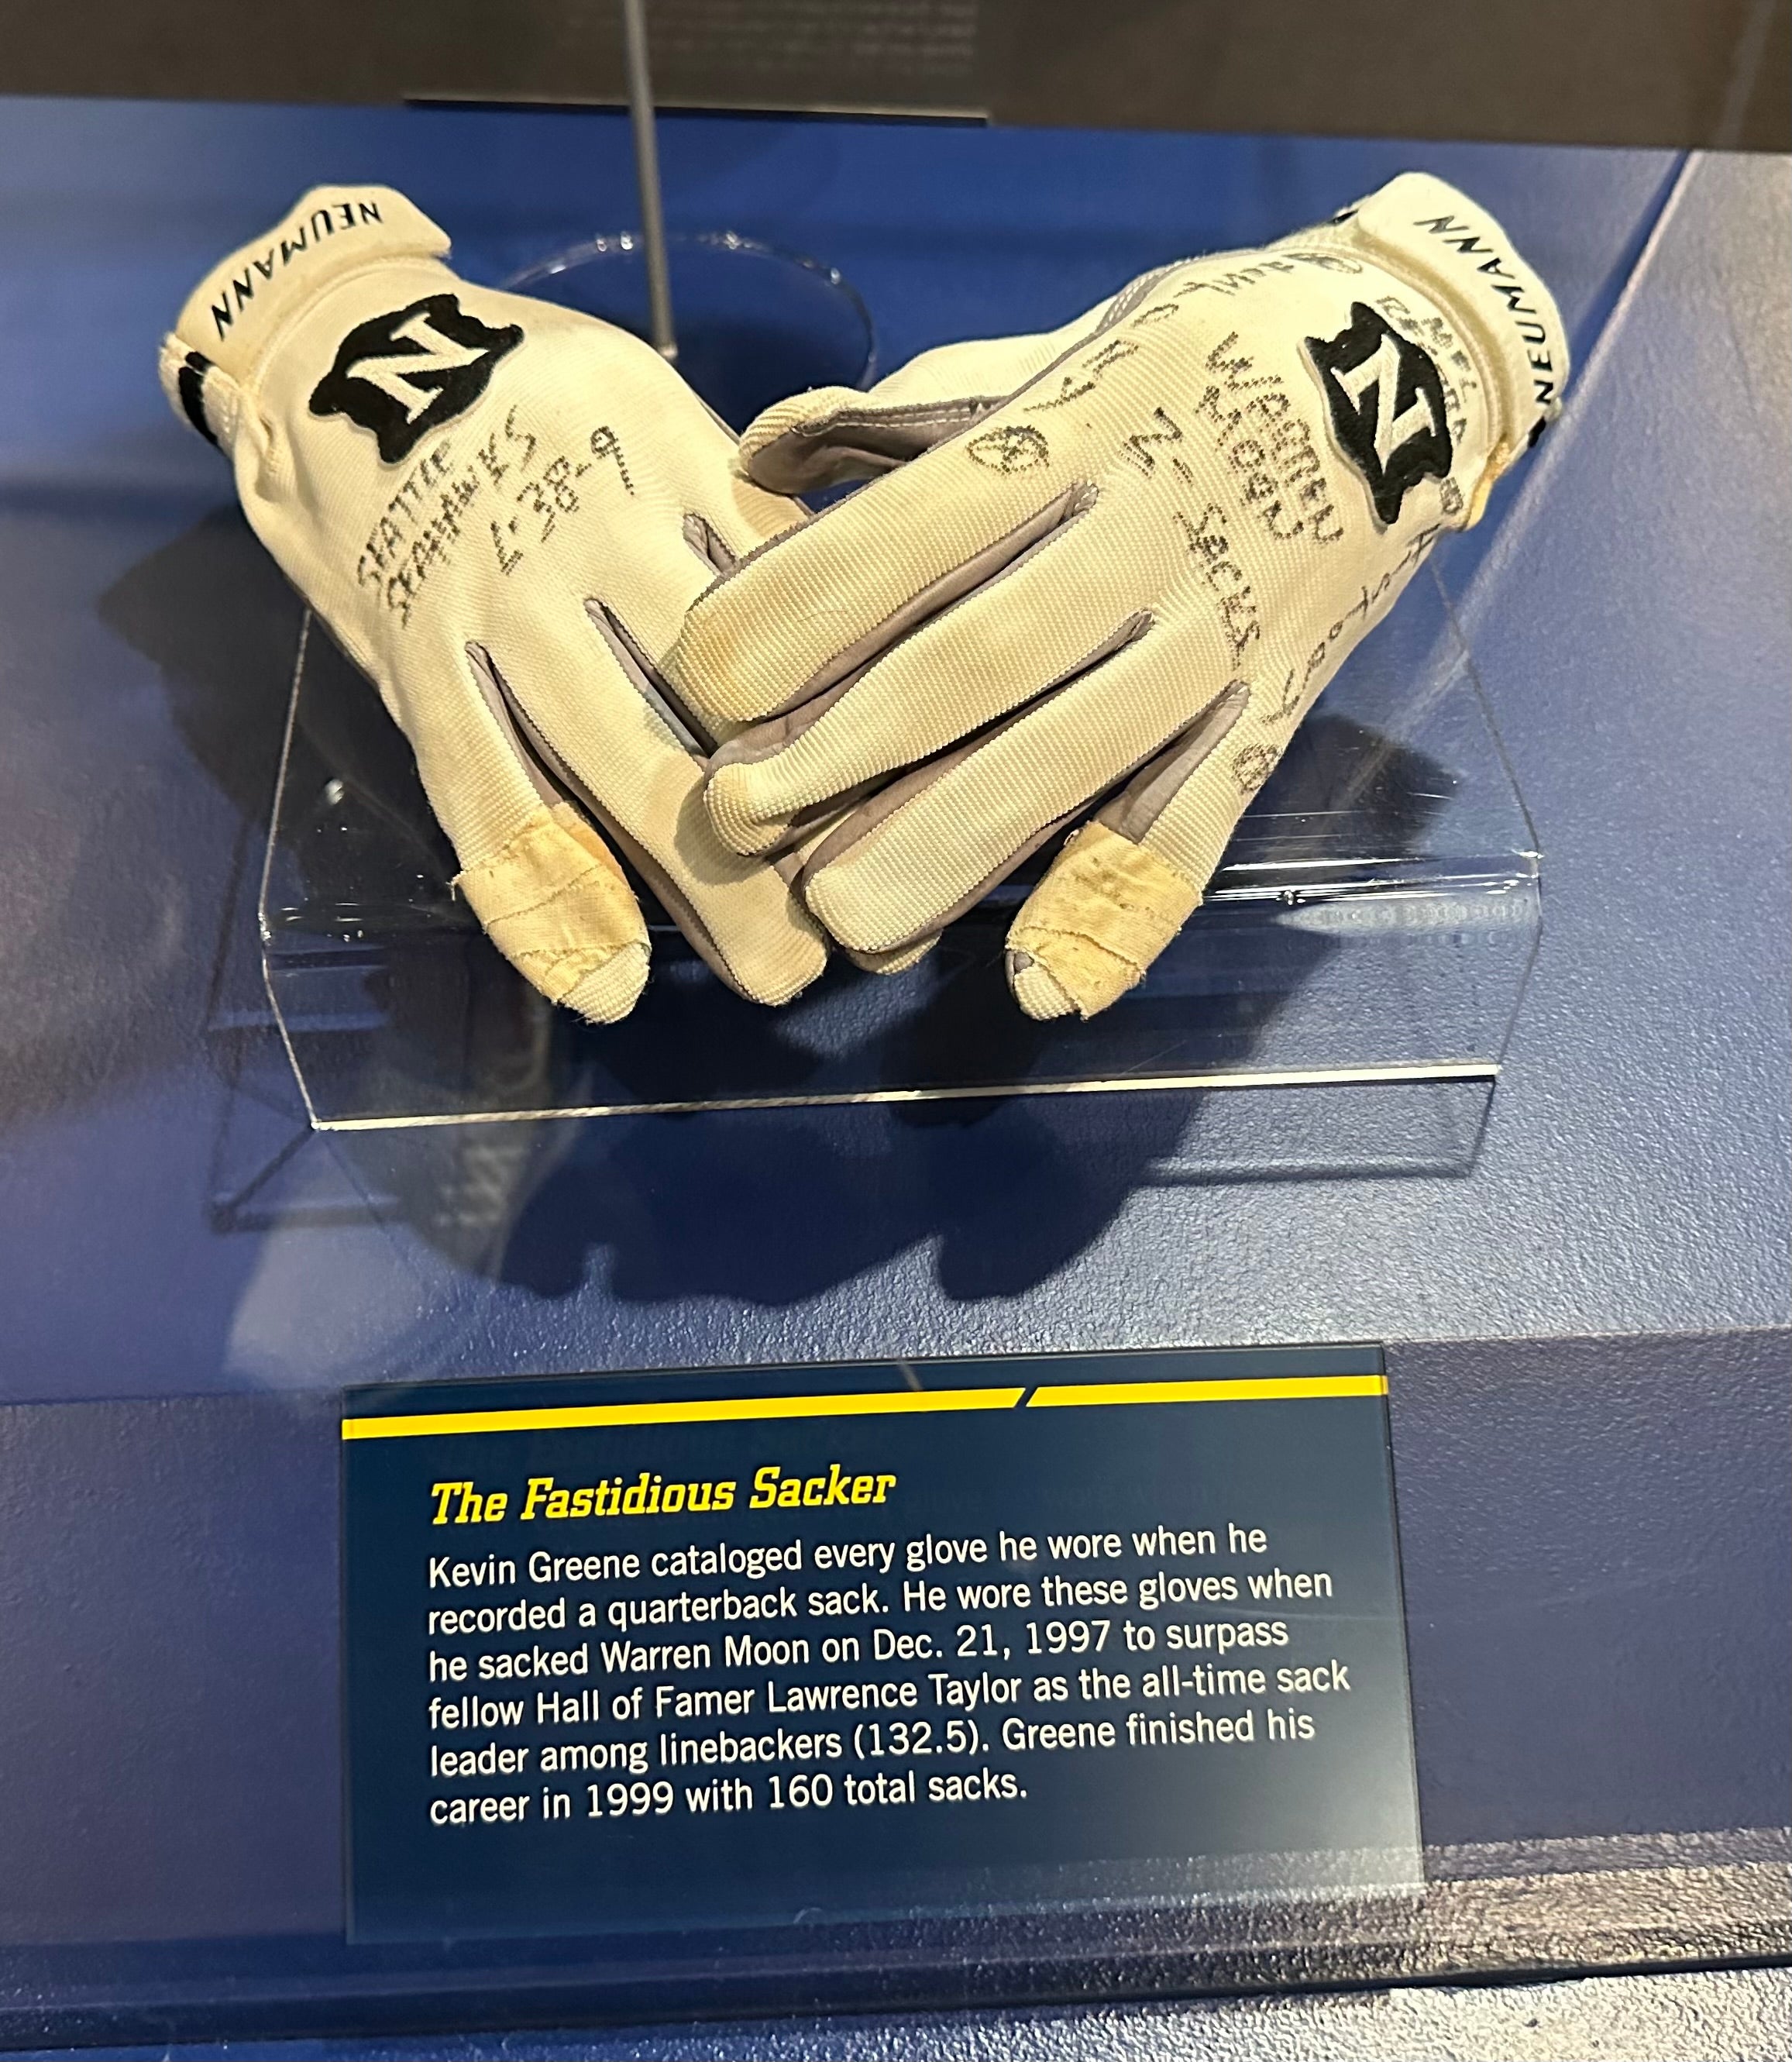 NEUMANN
N
SEATTLE
SEAHAWKS
L. 38-9
NEUMANN
N
WARREN
MOON
2 - SACKS
The Fastidious Sacker
Kevin Greene cataloged every glove he wore when he
recorded a quarterback sack. He wore these gloves when
he sacked Warren Moon on Dec. 21, 1997 to surpass
fellow Hall of Famer Lawrence Taylor as the all-time sack
leader among linebackers (132.5). Greene finished his
career in 1999 with 160 total sacks.